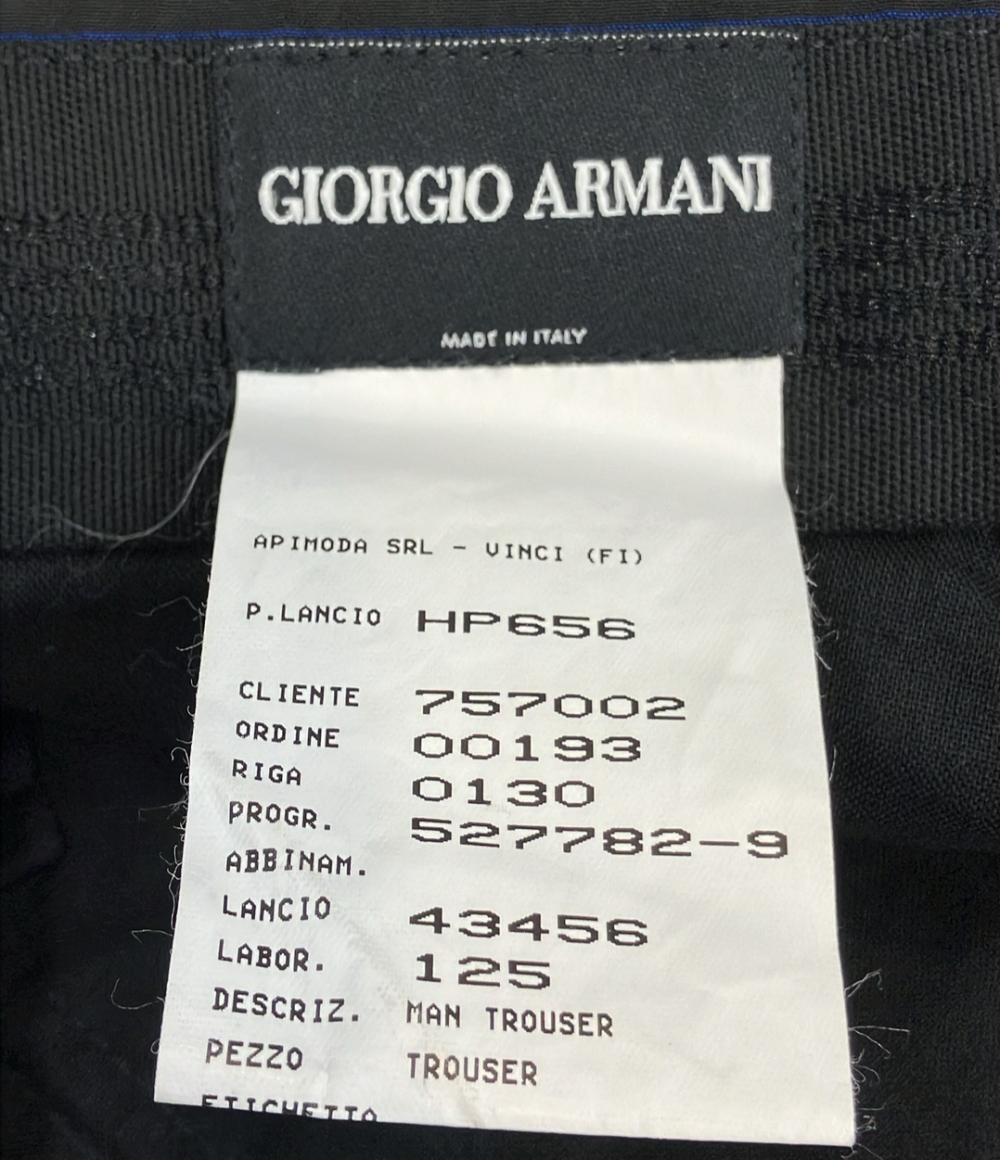 GIORGIO ARMANI
MADE IN ITALY
APIMODA SRL - VINCI (FI)
P.LANCIO HP656
CLIENTE 757002
ORDINE 00193
RIGA 0130
PROGR. 527782-9
ABBINAM.
LANCIO 43456
LABOR. 125
DESCRIZ. MAN TROUSER
PEZZO TROUSER
ETICHETTA